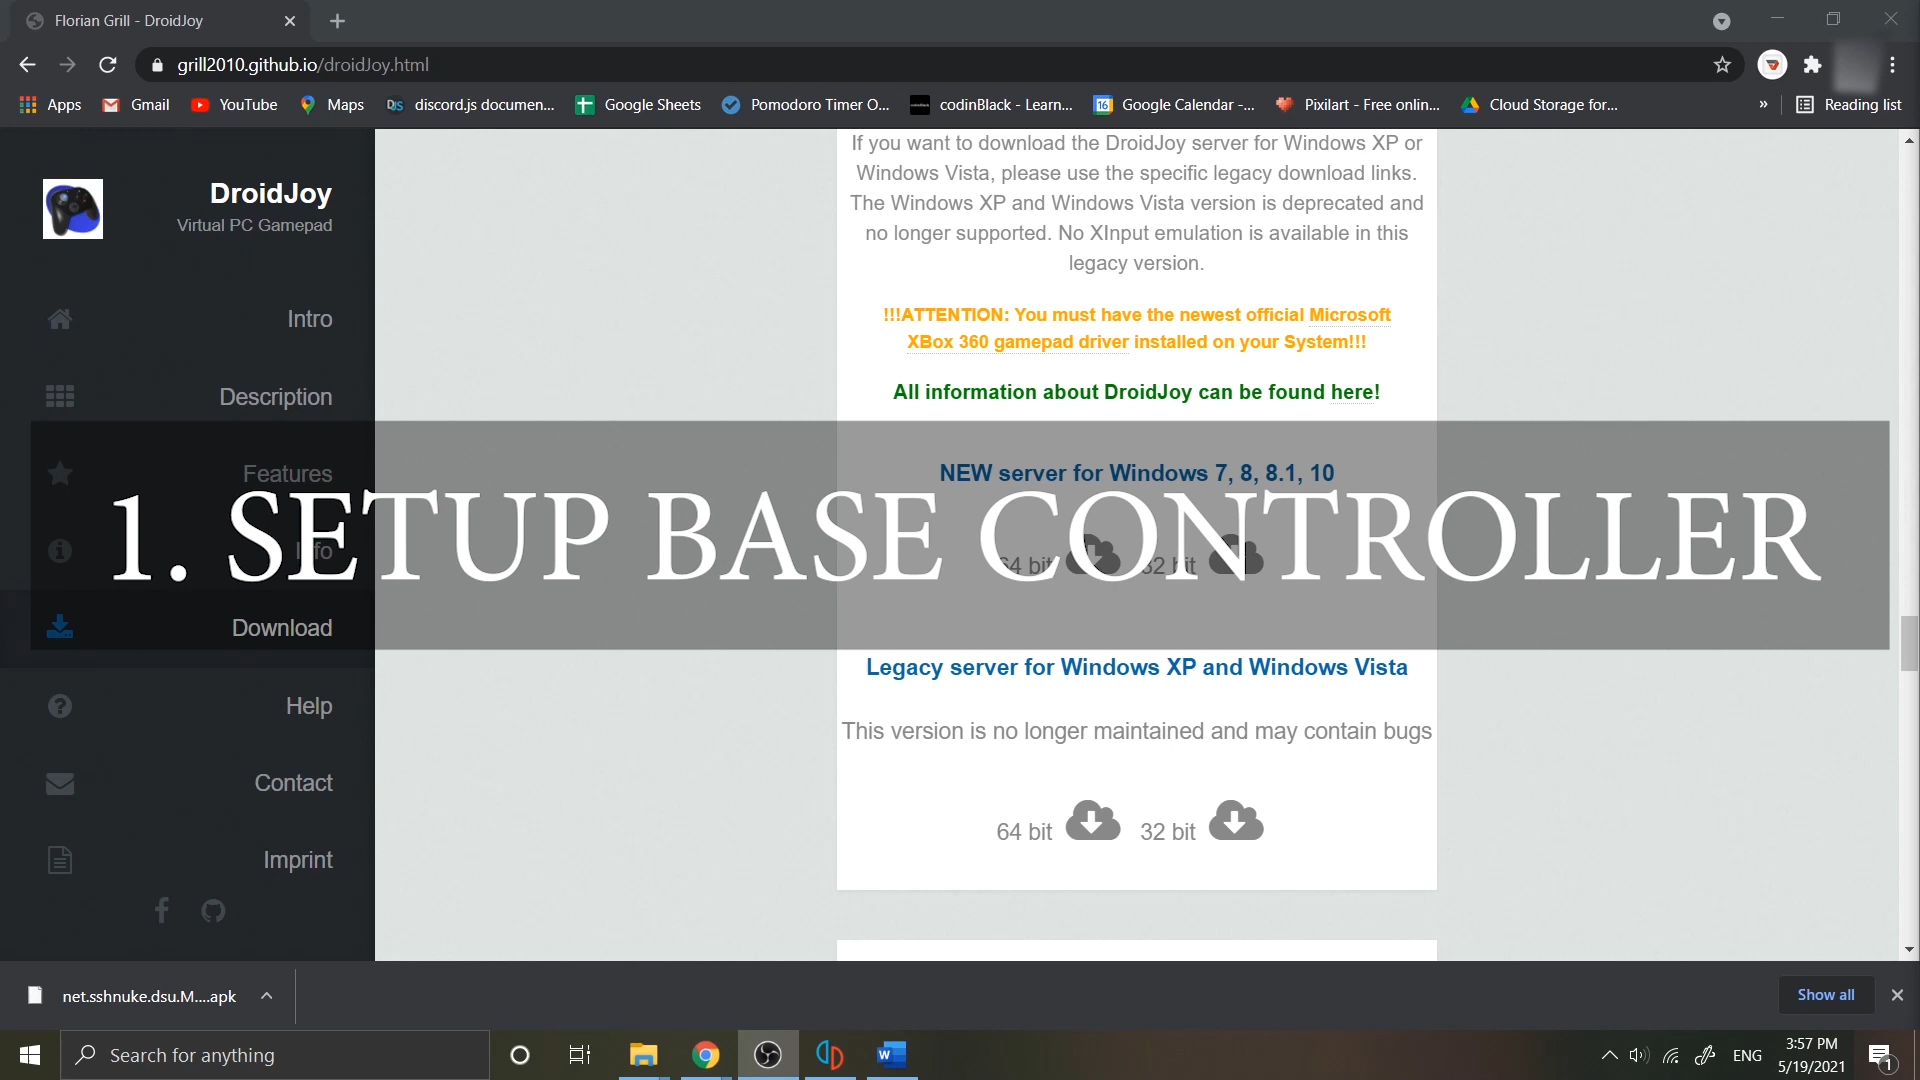 Florian Grill - DroidJoy
grill2010.github.io/droidJoy.html
Apps
Gmail
YouTube
Maps
discord.js documen...
Google Sheets
Pomodoro Timer O...
codinBlack - Learn...
Google Calendar -...
Pixilart - Free onlin...
Cloud Storage for...
»
Reading list
DroidJoy
Virtual PC Gamepad
Intro
Description
Features
Info
Download
Help
Contact
Imprint
If you want to download the DroidJoy server for Windows XP or
Windows Vista, please use the specific legacy download links.
The Windows XP and Windows Vista version is deprecated and
no longer supported. No XInput emulation is available in this
legacy version.
!!!ATTENTION: You must have the newest official Microsoft
XBox 360 gamepad driver installed on your System!!!
All information about DroidJoy can be found here!
NEW server for Windows 7, 8, 8.1, 10
64 bit 32 bit
1. SETUP BASE CONTROLLER
Legacy server for Windows XP and Windows Vista
This version is no longer maintained and may contain bugs
64 bit 32 bit
net.sshnuke.dsu.M....apk
Show all
Search for anything
ENG
3:57 PM
5/19/2021
1